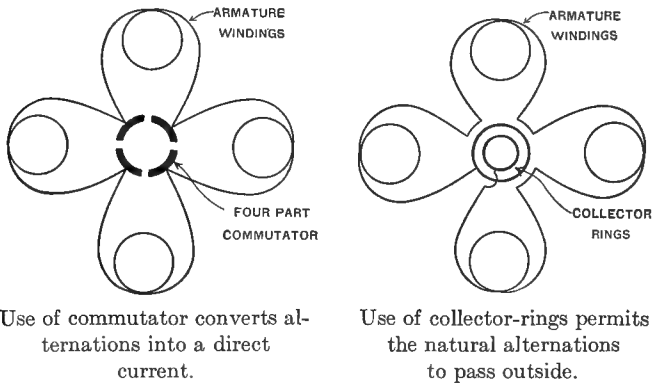 ARMATURE
WINDINGS
FOUR PART
COMMUTATOR
Use of commutator converts al-
ternations into a direct
current.
ARMATURE
WINDINGS
COLLECTOR
RINGS
Use of collector-rings permits
the natural alternations
to pass outside.